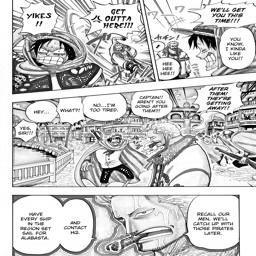 WE'LL GET
YOU THIS
TIME!!!
YOU
KNOW, I
KINDA LIKE
YOU!!
HEE
HEE
HEE!!
GET
OUTTA
HERE!!!
YIKES
!!
AFTER
THEM!
THEY'RE
GETTING
AWAY!!
CAPTAIN!
AREN'T YOU
GOING
AFTER THEM?!
NO...I'M
TOO TIRED.
WHAT?!
HEY...
YES,
SIR!!
RECALL OUR
MEN. WE'LL
CATCH UP WITH
THOSE PIRATES
LATER.
AND
CONTACT
HQ.
HAVE
EVERY SHIP
IN THE
REGION SET
SAIL FOR
ALABASTA.